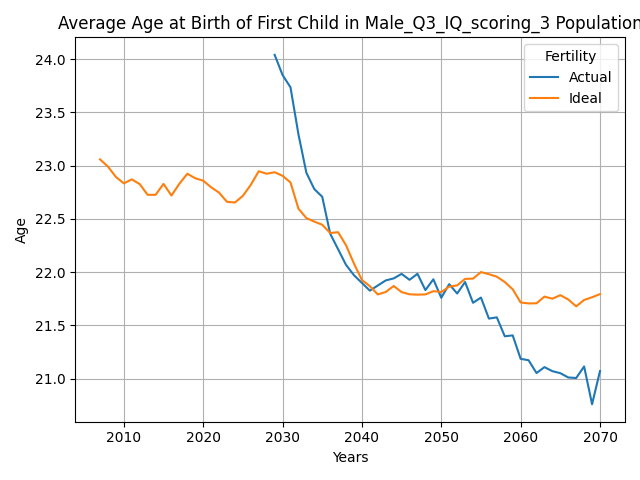 Average Age at Birth of First Child in Male_Q3_IQ_scoring_3 Population
24.0
23.5
23.0
22.5
22.0
21.5
21.0
Age
Fertility
Actual
Ideal
2010 2020 2030 2040 2050 2060 2070
Years